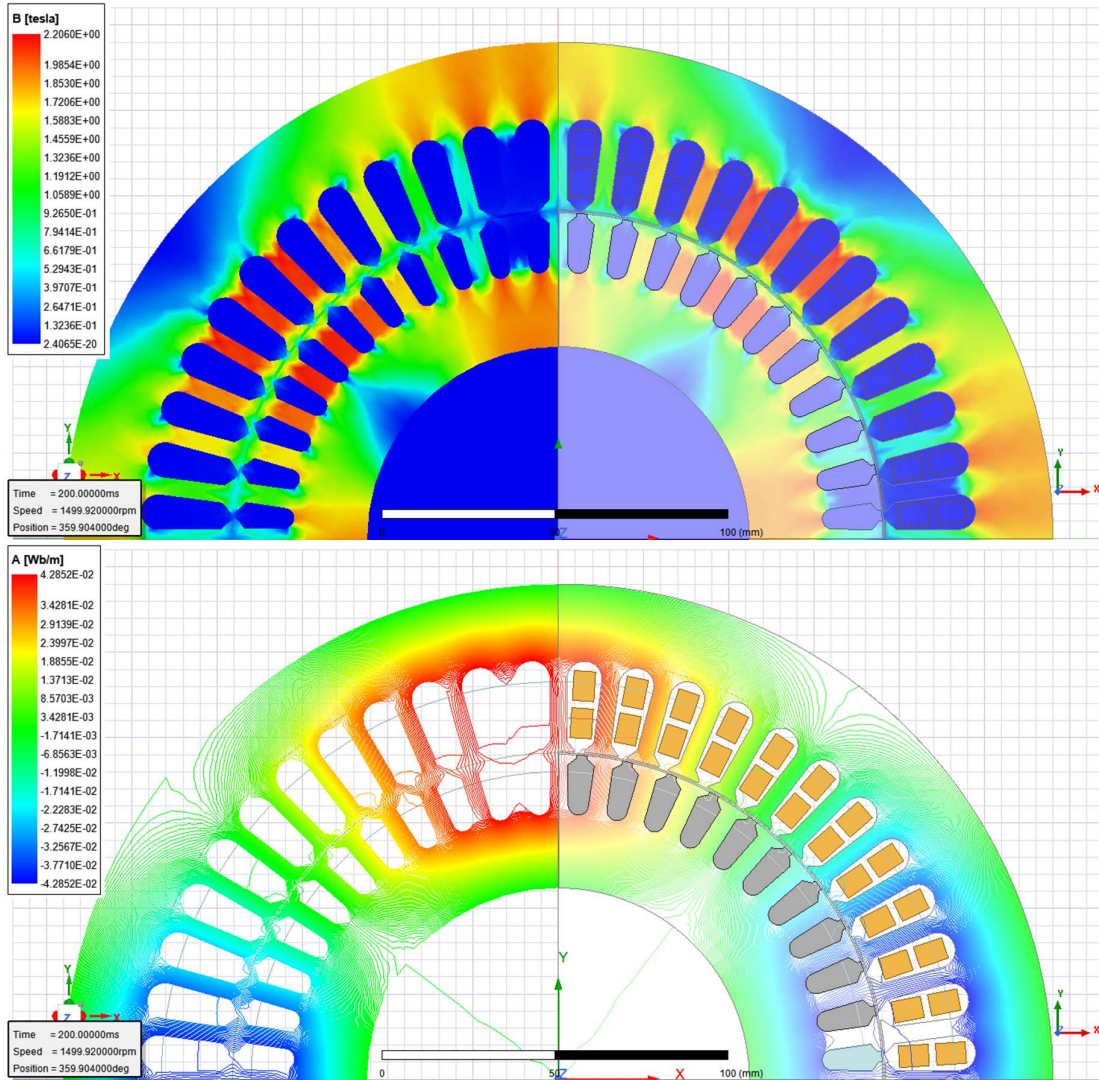 B [tesla]
2.2060E+00
1.9854E+00
1.8530E+00
1.7206E+00
1.5883E+00
1.4559E+00
1.3236E+00
1.1912E+00
1.0589E+00
9.2650E-01
7.9414E-01
6.6179E-01
5.2943E-01
3.9707E-01
2.6471E-01
1.3236E-01
2.4065E-20
Y
Z
X
Time = 200.00000ms
Speed = 1499.920000rpm
Position = 359.904000deg
0
50
100 (mm)
Z
Y
Z
X
A [Wb/m]
4.2852E-02
3.4281E-02
2.9139E-02
2.3997E-02
1.8855E-02
1.3713E-02
8.5703E-03
3.4281E-03
-1.7141E-03
-6.8563E-03
-1.1998E-02
-1.7141E-02
-2.2283E-02
-2.7425E-02
-3.2567E-02
-3.7710E-02
-4.2852E-02
Y
Z
X
Time = 200.00000ms
Speed = 1499.920000rpm
Position = 359.904000deg
Y
0
50
100 (mm)
Z
X
Y
Z
X